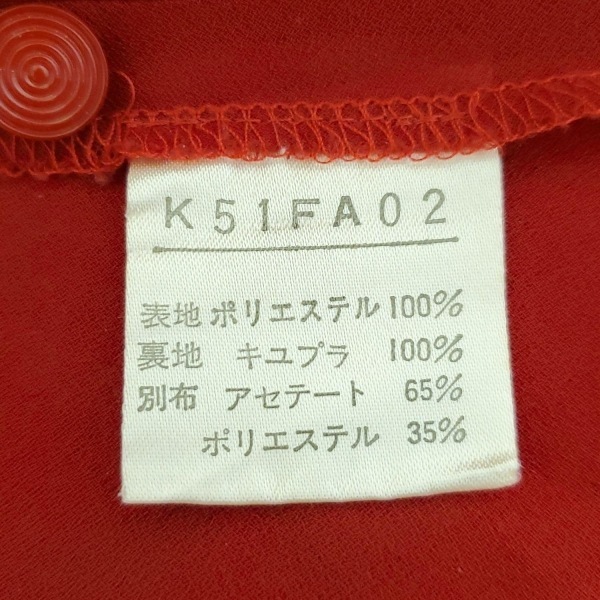 K51FA02
表地 ポリエステル 100%
裏地 キユプラ 100%
別布 アセテート 65%
ポリエステル 35%